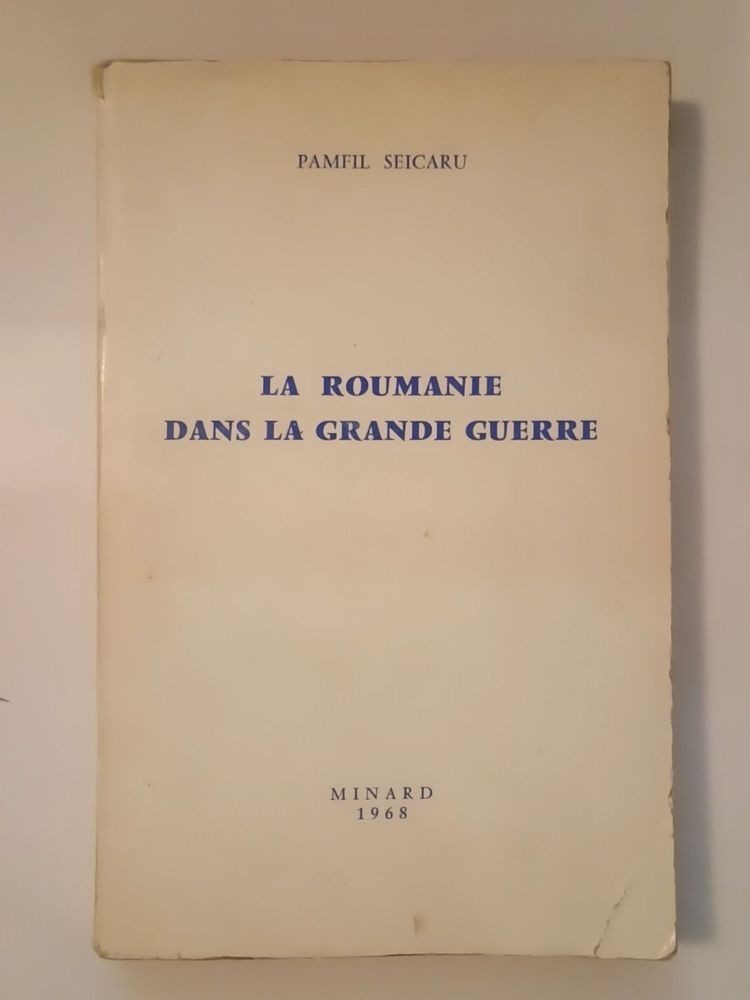 PAMFIL SEICARU
LA ROUMANIE
DANS LA GRANDE GUERRE
MINARD
1968